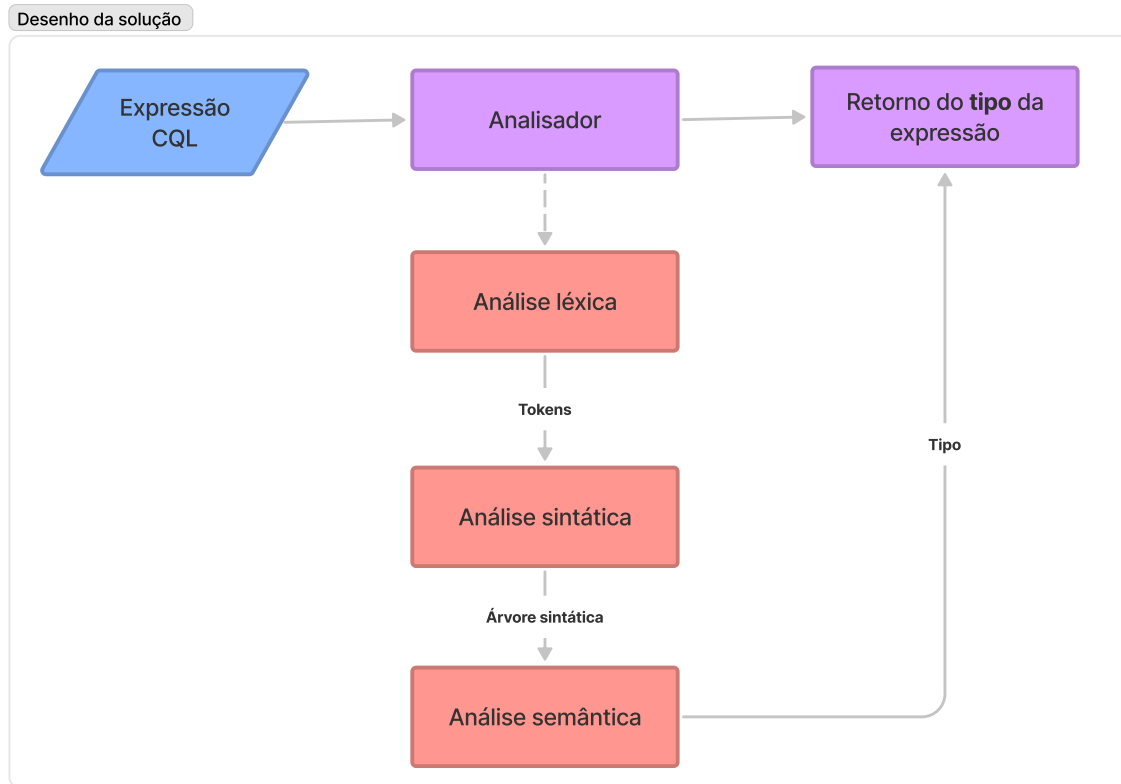 Desenho da solução
Expressão
CQL
Analisador
Retorno do tipo da
expressão
Análise léxica
Tokens
Tipo
Análise sintática
Árvore sintática
Análise semântica